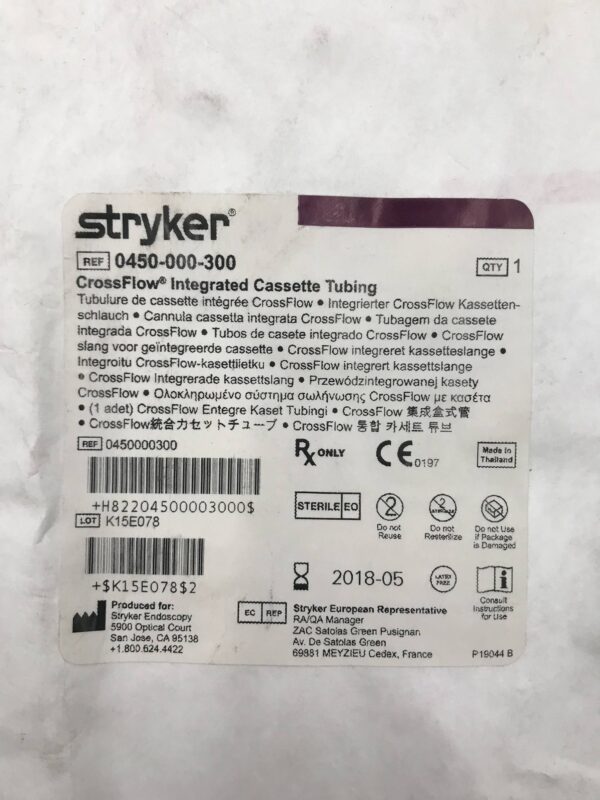 stryker®
REF 0450-000-300
QTY 1
CrossFlow® Integrated Cassette Tubing
Tubulure de cassette intégrée CrossFlow • Integrierter CrossFlow Kassetten-
schlauch • Cannula cassetta integrata CrossFlow • Tubagem da cassete
integrada CrossFlow • Tubos de casete integrado CrossFlow • CrossFlow
slang voor geïntegreerde cassette • CrossFlow integreret kasseteslange •
Integroitu CrossFlow-kasettiletku • CrossFlow integrert kassettslange
• CrossFlow Integrerade kassettslang • Przewódzintegrowanej kasety
CrossFlow • Ολοκληρωμένο σύστημα σωλήνωσης CrossFlow με κασέτα
• (1 adet) CrossFlow Entegre Kaset Tubingi • CrossFlow 集成盒式管
• CrossFlow統合カセットチューブ • CrossFlow 통합 카세트 튜브
REF 0450000300
Rx ONLY
CE 0197
Made in
Thailand
+H82204500003000$
LOT K15E078
STERILE EO
2
Do not
Reuse
2
STERILIZE
Do not
Resterilize
Do not Use
if Package
is Damaged
+$K15E078$2
2018-05
LATEX
FREE
i
Consult
Instructions
for Use
Produced for:
Stryker Endoscopy
5900 Optical Court
San Jose, CA 95138
+1.800.624.4422
EC REP
Stryker European Representative
RA/QA Manager
ZAC Satolas Green Pusignan
Av. De Satolas Green
69881 MEYZIEU Cedex, France
P19044 B